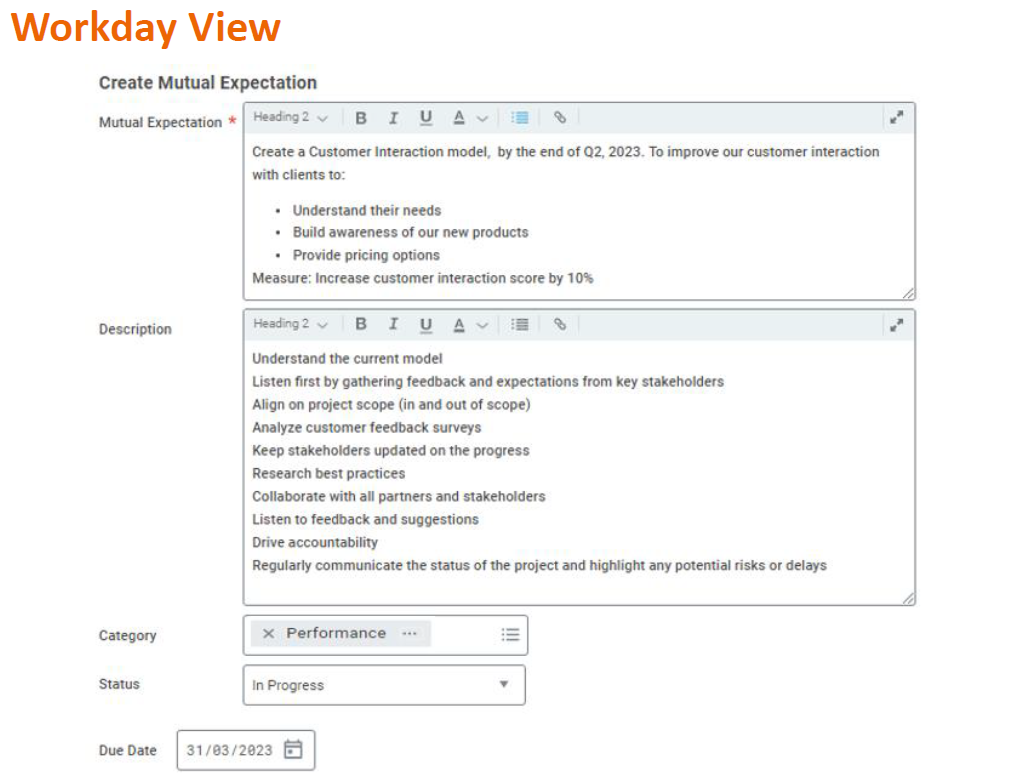 Workday View
Create Mutual Expectation
Mutual Expectation *
Heading 2 B I U A
Create a Customer Interaction model, by the end of Q2, 2023. To improve our customer interaction
with clients to:
• Understand their needs
• Build awareness of our new products
• Provide pricing options
Measure: Increase customer interaction score by 10%
Description
Heading 2 B I U A
Understand the current model
Listen first by gathering feedback and expectations from key stakeholders
Align on project scope (in and out of scope)
Analyze customer feedback surveys
Keep stakeholders updated on the progress
Research best practices
Collaborate with all partners and stakeholders
Listen to feedback and suggestions
Drive accountability
Regularly communicate the status of the project and highlight any potential risks or delays
Category
× Performance ···
Status
In Progress
Due Date
31/03/2023